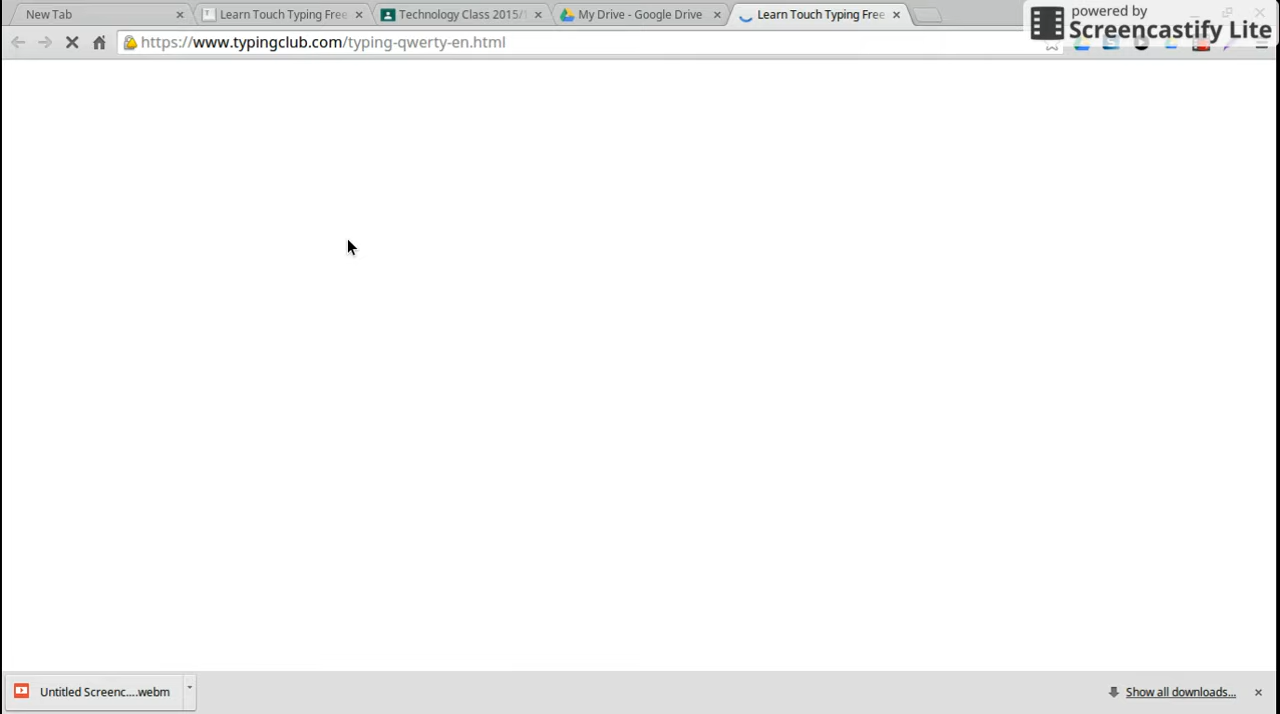 New Tab
Learn Touch Typing Free
Technology Class 2015/1
My Drive - Google Drive
Learn Touch Typing Free
powered by
Screencastify Lite
https://www.typingclub.com/typing-qwerty-en.html
Untitled Screenc....webm
Show all downloads...